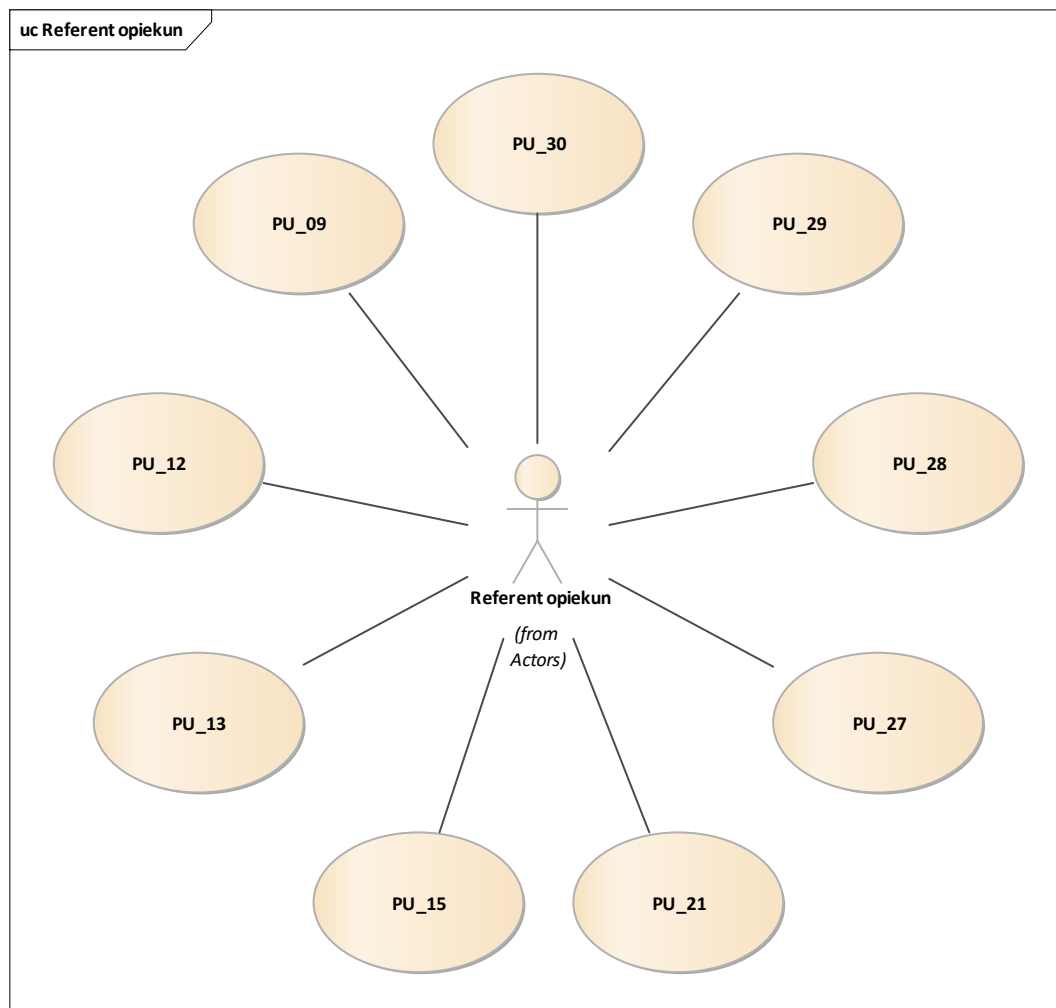 uc Referent opiekun
PU_30
PU_09
PU_29
PU_12
PU_28
Referent opiekun
(from
Actors)
PU_13
PU_27
PU_15
PU_21